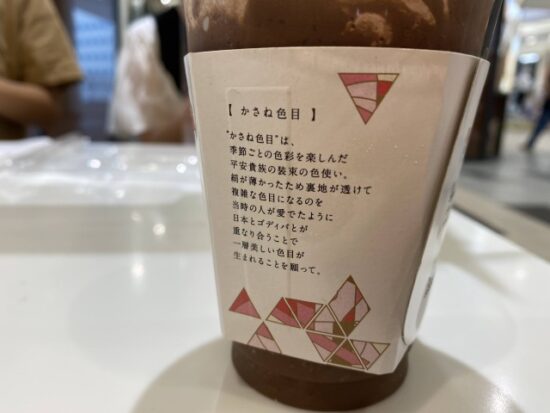 【 かさね色目 】
"かさね色目"は、
季節ごとの色彩を楽しんだ
平安貴族の装束の色使い。
絹が薄かったため裏地が透けて
複雑な色目になるのを
当時の人が愛でたように
日本とゴディバとが
重なり合うことで
一層美しい色目が
生まれることを願って。